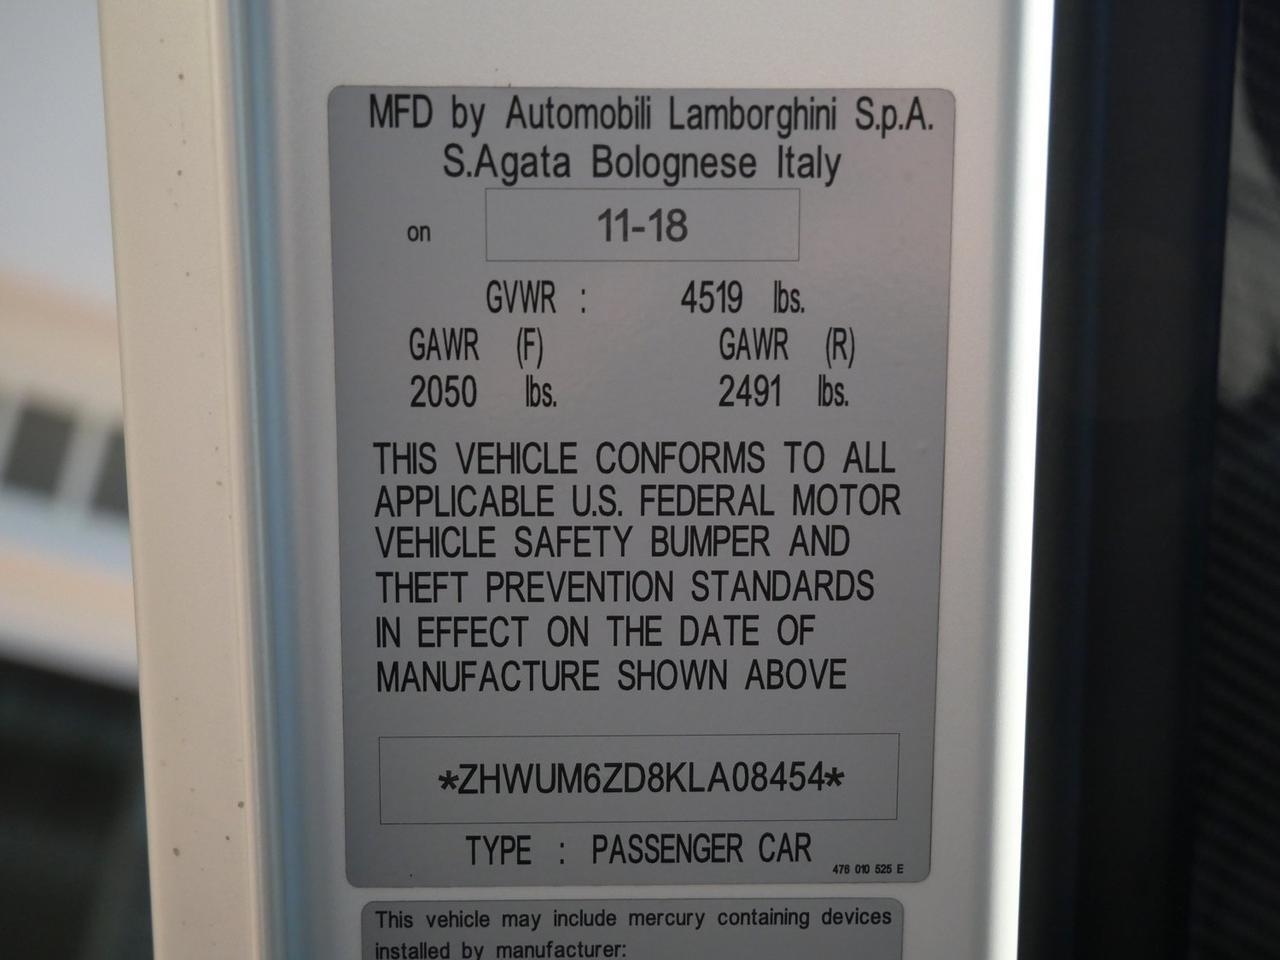 MFD by Automobili Lamborghini S.p.A.
S.Agata Bolognese Italy
on 11-18
GVWR : 4519 lbs.
GAWR (F) GAWR (R)
2050 lbs. 2491 lbs.
THIS VEHICLE CONFORMS TO ALL
APPLICABLE U.S. FEDERAL MOTOR
VEHICLE SAFETY BUMPER AND
THEFT PREVENTION STANDARDS
IN EFFECT ON THE DATE OF
MANUFACTURE SHOWN ABOVE
*ZHWUM6ZD8KLA08454*
TYPE : PASSENGER CAR
476 010 525 E
This vehicle may include mercury containing devices
installed by manufacturer: